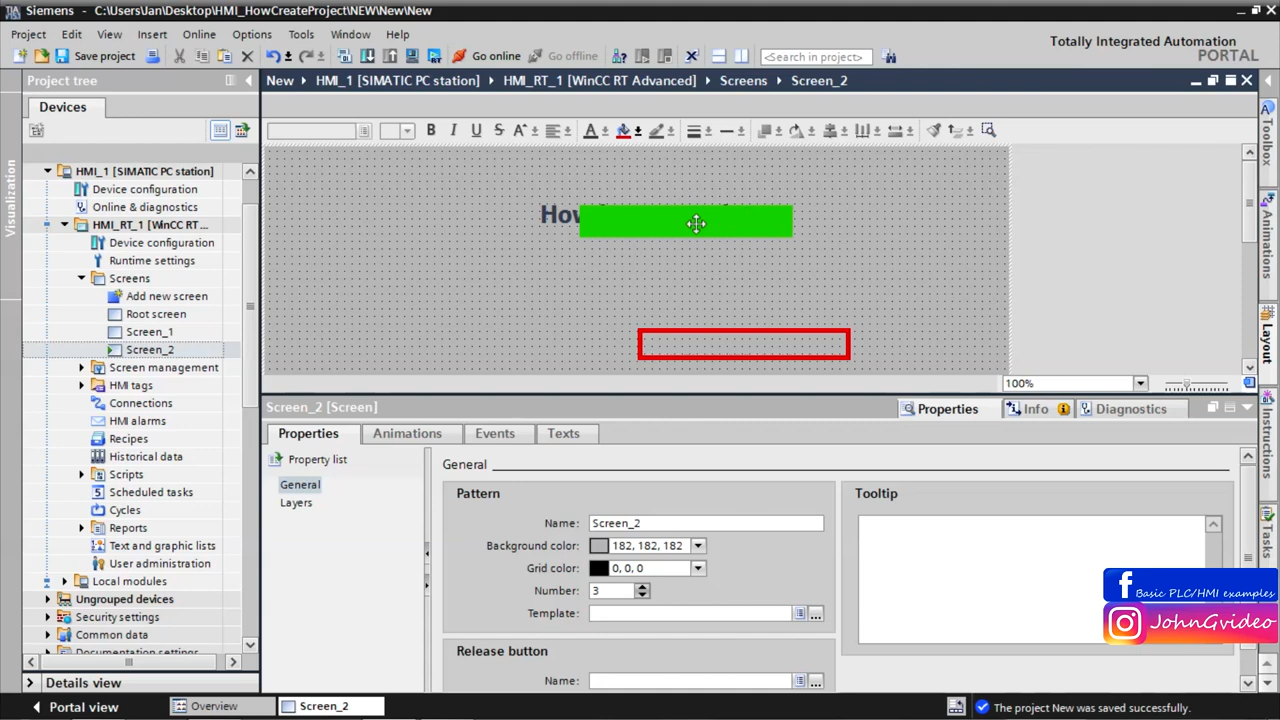 Siemens - C:\Users\Jan\Desktop\HMI_HowCreateProject\NEW\New\New
Project Edit View Insert Online Options Tools Window Help
Totally Integrated Automation
PORTAL
Save project
Go online
Go offline
<Search in project>
Project tree
New
HMI_1 [SIMATIC PC station]
HMI_RT_1 [WinCC RT Advanced]
Screens
Screen_2
Devices
Visualization
B I U S A A
HMI_1 [SIMATIC PC station]
Device configuration
Online & diagnostics
HMI_RT_1 [WinCC RT...
Device configuration
Runtime settings
Screens
Add new screen
Root screen
Screen_1
Screen_2
Screen management
HMI tags
Connections
HMI alarms
Recipes
Historical data
Scripts
Scheduled tasks
Cycles
Reports
Text and graphic lists
User administration
Local modules
Ungrouped devices
Security settings
Common data
Documentation settings
Details view
100%
Screen_2 [Screen]
Properties
Info
Diagnostics
Properties
Animations
Events
Texts
Property list
General
Layers
General
Pattern
Name: Screen_2
Background color: 182, 182, 182
Grid color: 0, 0, 0
Number: 3
Template:
Tooltip
Release button
Name:
Toolbox
Animations
Layout
Instructions
Tasks
Basic PLC/HMI examples
JohnGvideo
Portal view
Overview
Screen_2
The project New was saved successfully.